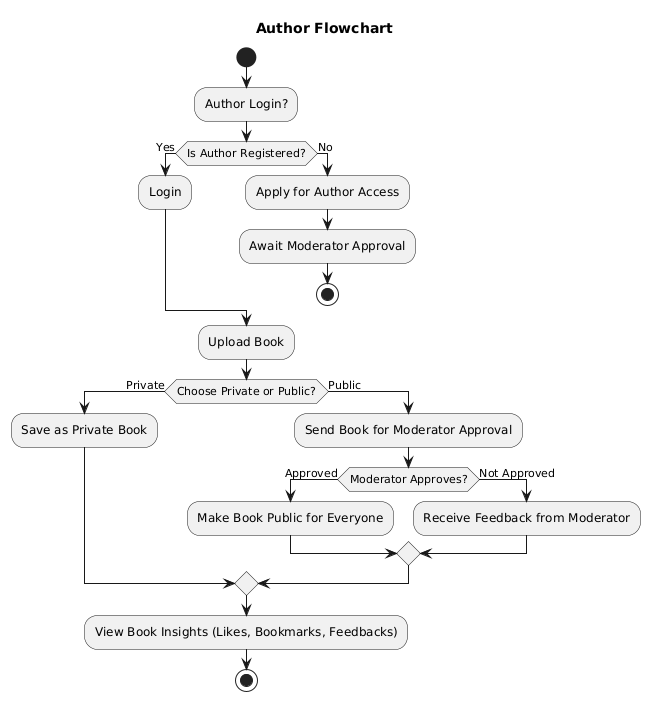 Author Flowchart
Author Login?
Is Author Registered?
Yes
No
Login
Apply for Author Access
Await Moderator Approval
Upload Book
Choose Private or Public?
Private
Public
Save as Private Book
Send Book for Moderator Approval
Moderator Approves?
Approved
Not Approved
Make Book Public for Everyone
Receive Feedback from Moderator
View Book Insights (Likes, Bookmarks, Feedbacks)